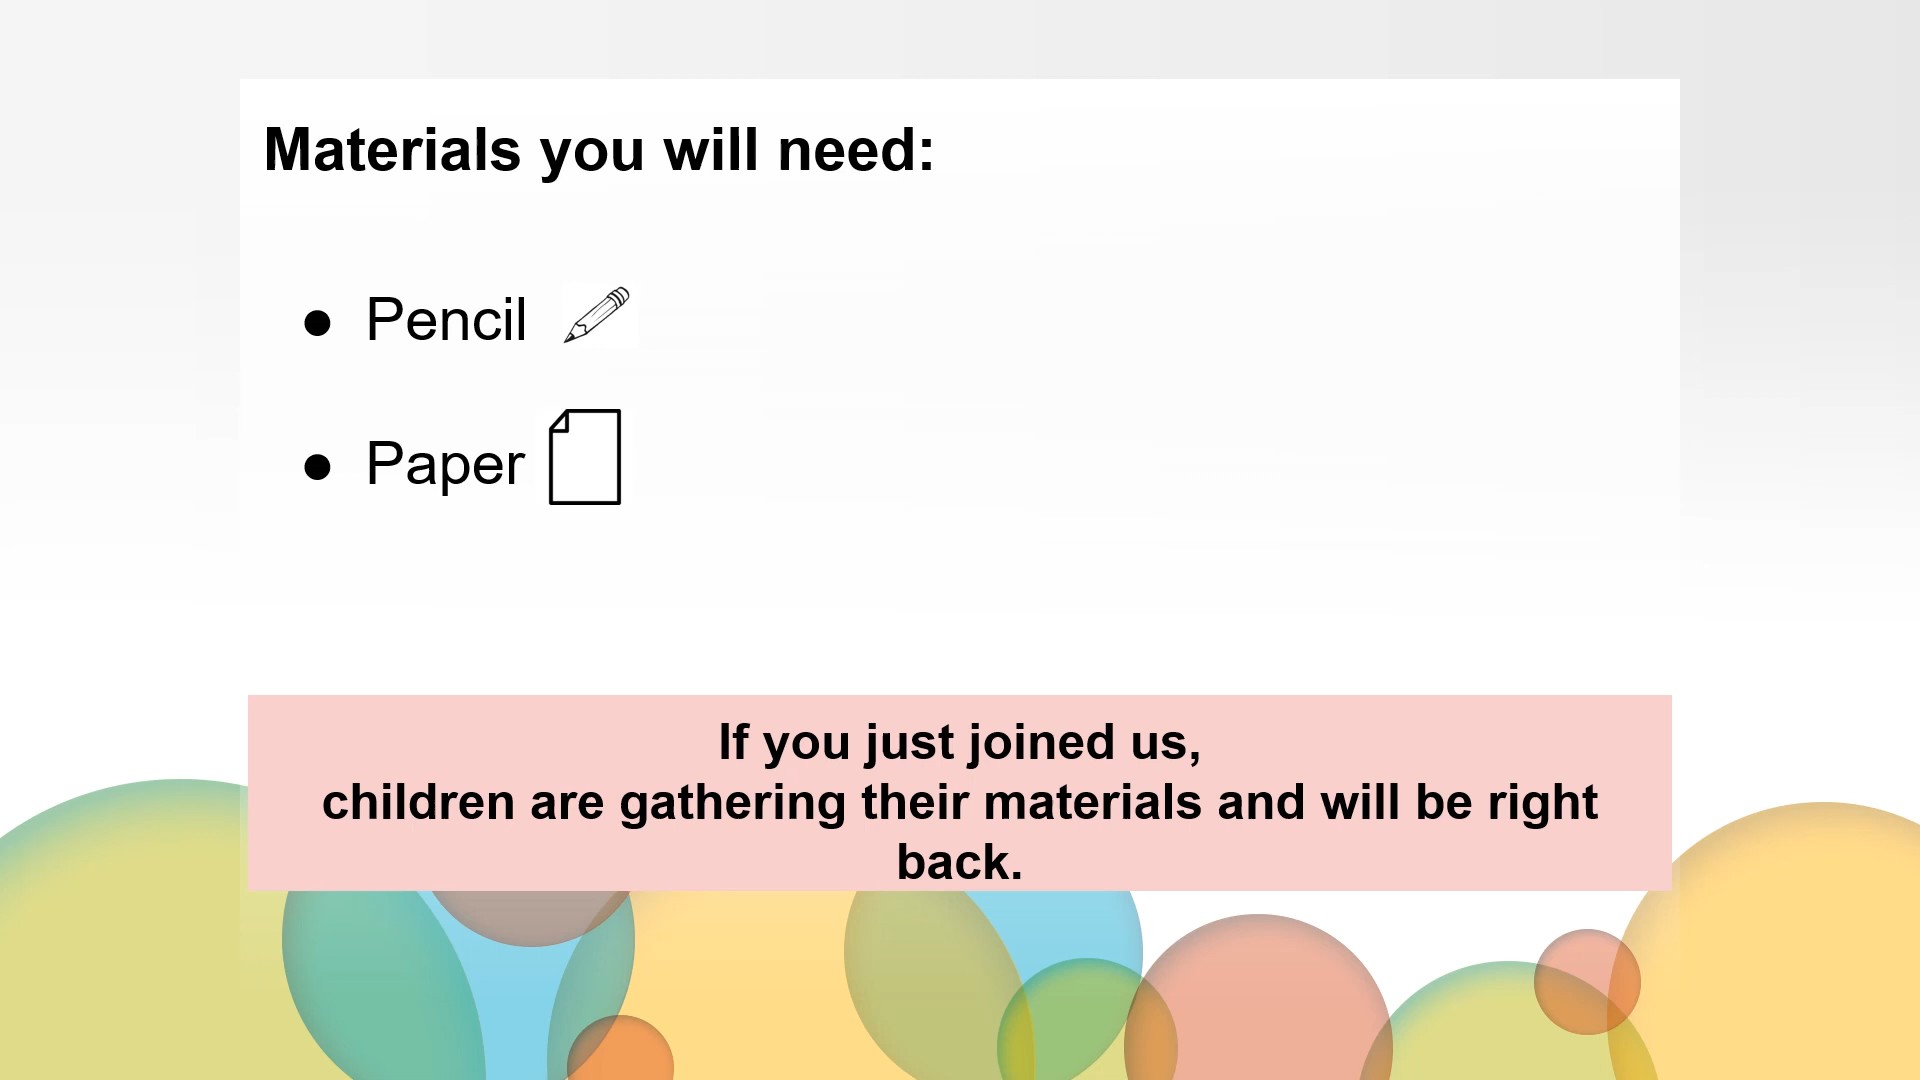 Materials you will need:
● Pencil
● Paper
If you just joined us,
children are gathering their materials and will be right
back.